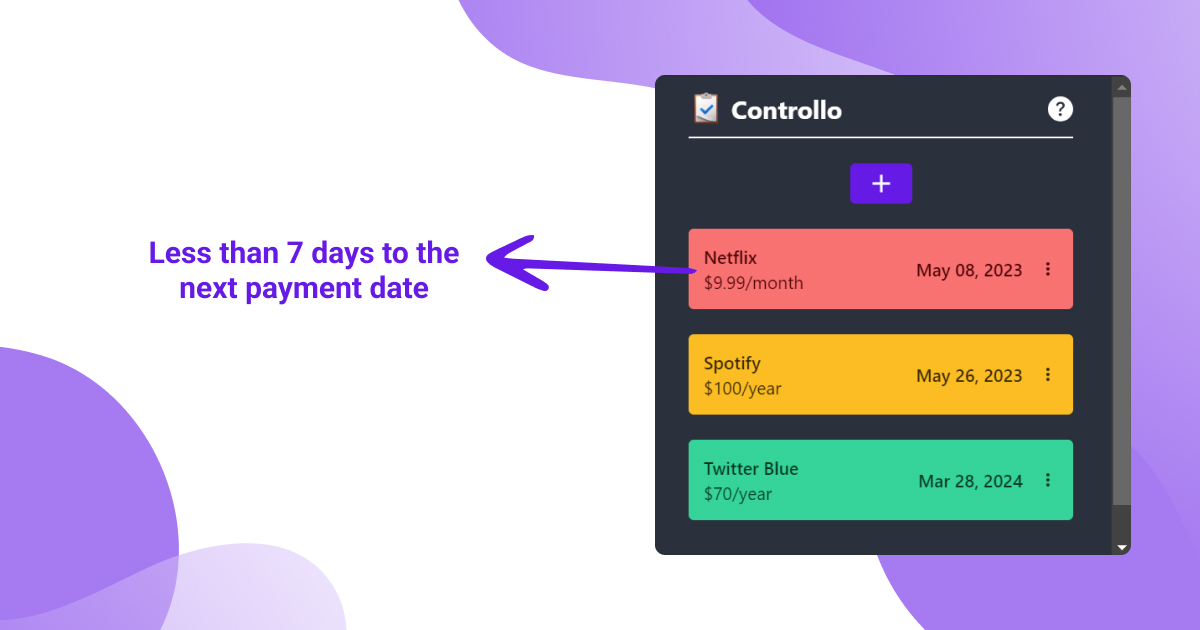 Controllo
?
+
Less than 7 days to the
next payment date
Netflix
$9.99/month
May 08, 2023
Spotify
$100/year
May 26, 2023
Twitter Blue
$70/year
Mar 28, 2024